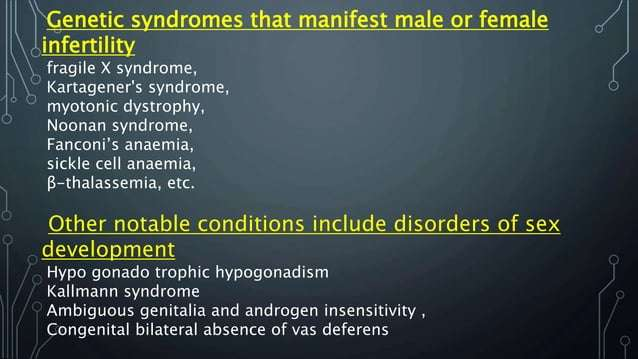 Genetic syndromes that manifest male or female
infertility
fragile X syndrome,
Kartagener's syndrome,
myotonic dystrophy,
Noonan syndrome,
Fanconi’s anaemia,
sickle cell anaemia,
β-thalassemia, etc.
Other notable conditions include disorders of sex
development
Hypo gonado trophic hypogonadism
Kallmann syndrome
Ambiguous genitalia and androgen insensitivity ,
Congenital bilateral absence of vas deferens